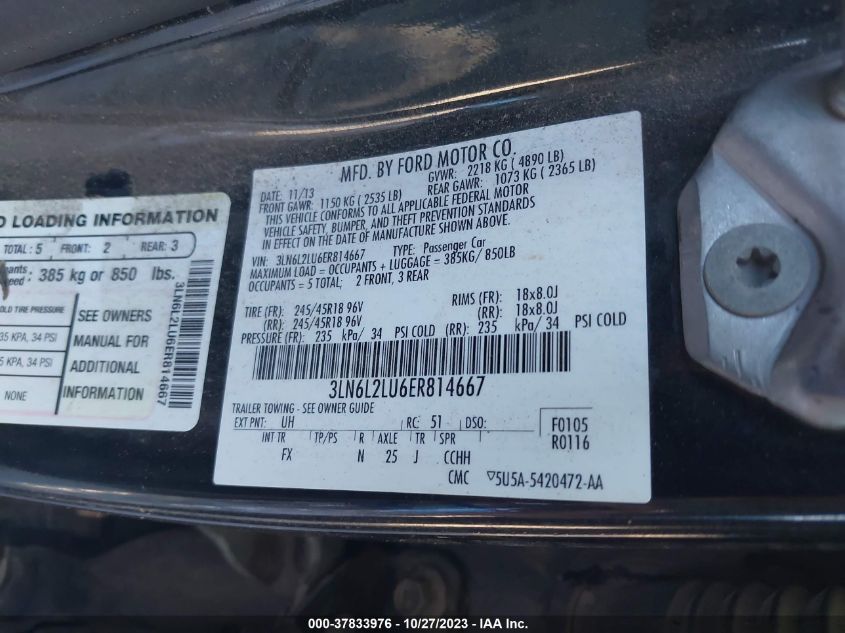 MFD. BY FORD MOTOR CO.
DATE: 11/13 GVWR: 2218 KG ( 4890 LB)
FRONT GAWR: 1150 KG ( 2535 LB) REAR GAWR: 1073 KG ( 2365 LB)
THIS VEHICLE CONFORMS TO ALL APPLICABLE FEDERAL MOTOR
VEHICLE SAFETY, BUMPER, AND THEFT PREVENTION STANDARDS
IN EFFECT ON THE DATE OF MANUFACTURE SHOWN ABOVE.
VIN: 3LN6L2LU6ER814667 TYPE: Passenger Car
MAXIMUM LOAD = OCCUPANTS + LUGGAGE = 385KG/ 850LB
OCCUPANTS = 5 TOTAL; 2 FRONT, 3 REAR
TIRE (FR): 245/45R18 96V RIMS (FR): 18x8.0J
(RR): 245/45R18 96V (RR): 18x8.0J
PRESSURE (FR): 235 kPa/ 34 PSI COLD (RR): 235 kPa/ 34 PSI COLD
3LN6L2LU6ER814667
TRAILER TOWING - SEE OWNER GUIDE
EXT PNT: UH RC: 51 DSO: F0105
R0116
INT TR TP/PS R AXLE TR SPR
FX N 25 J CCHH
CMC ▽5U5A-5420472-AA
LOADING INFORMATION
TOTAL: 5 FRONT: 2 REAR: 3
385 kg or 850 lbs.
TIRE PRESSURE
KPA, 34 PSI
KPA, 34 PSI
NONE
SEE OWNERS
MANUAL FOR
ADDITIONAL
INFORMATION
3LN6L2LU6ER814667
000-37833976 - 10/27/2023 - IAA Inc.